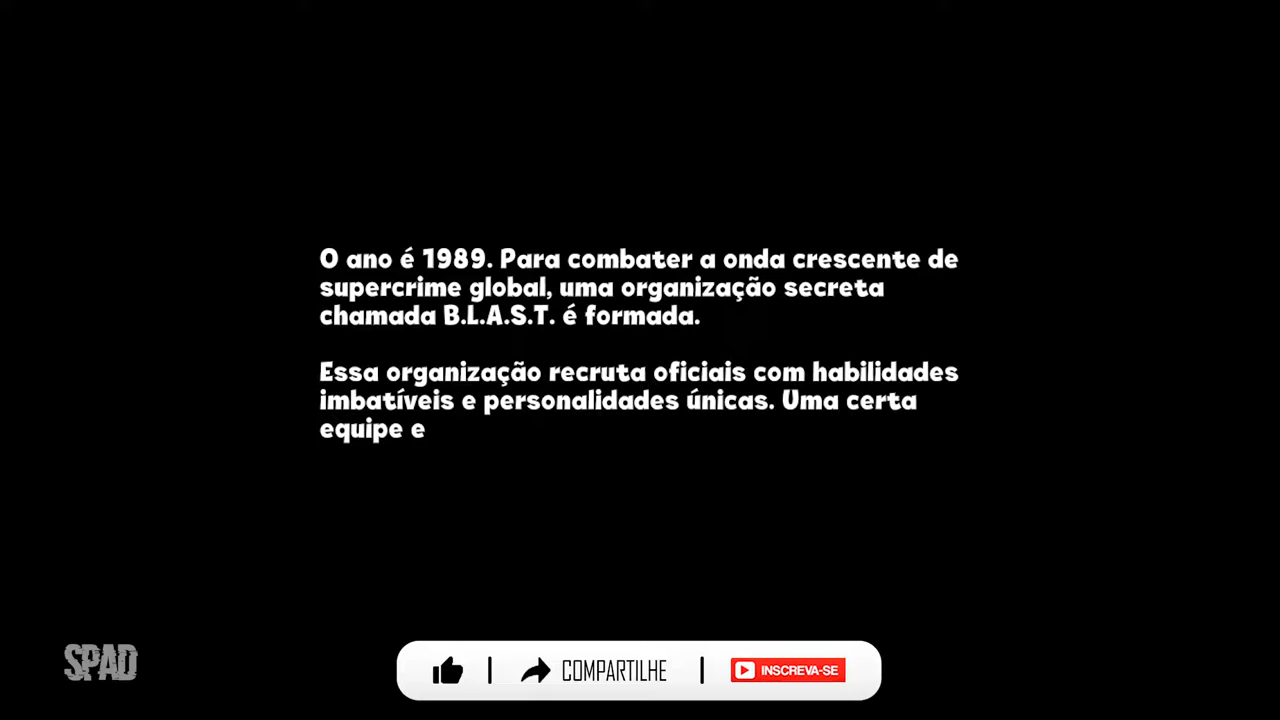 O ano é 1989. Para combater a onda crescente de
supercrime global, uma organização secreta
chamada B.L.A.S.T. é formada.
Essa organização recruta oficiais com habilidades
imbatíveis e personalidades únicas. Uma certa
equipe e
SPAD
COMPARTILHE
INSCREVA-SE